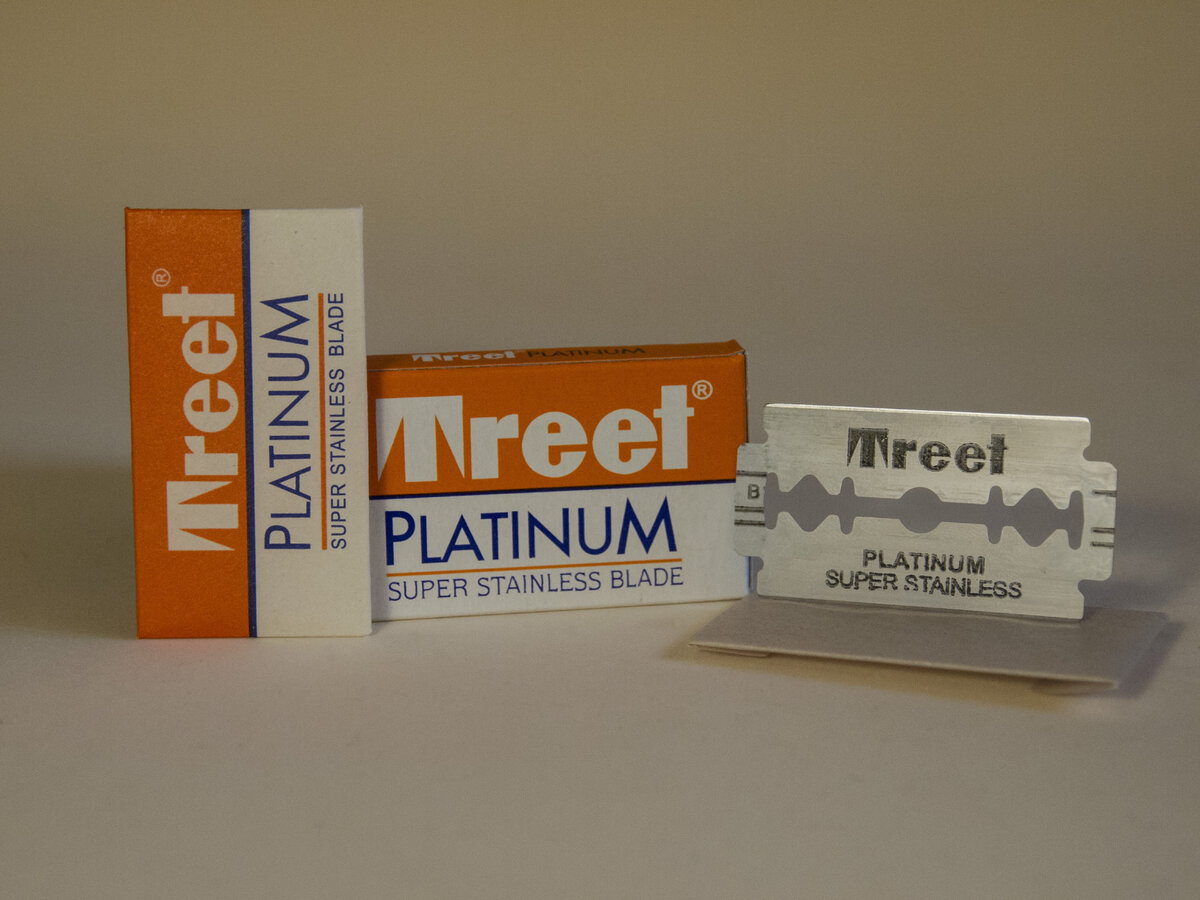 Treet®
PLATINUM
SUPER STAINLESS BLADE
Treet PLATINUM
Treet®
PLATINUM
SUPER STAINLESS BLADE
Treet
B
PLATINUM
SUPER STAINLESS